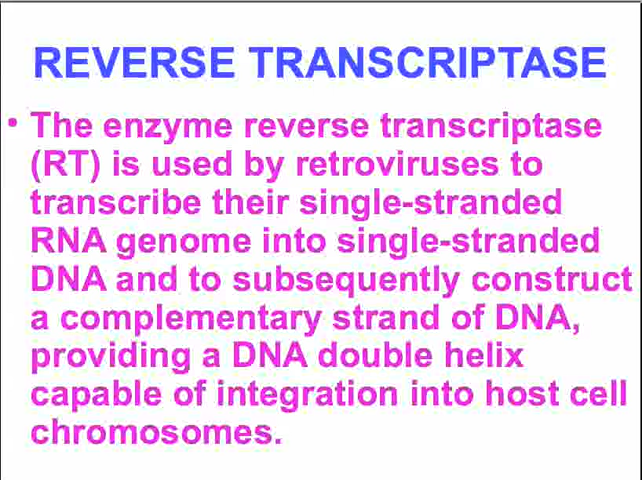 REVERSE TRANSCRIPTASE
• The enzyme reverse transcriptase
(RT) is used by retroviruses to
transcribe their single-stranded
RNA genome into single-stranded
DNA and to subsequently construct
a complementary strand of DNA,
providing a DNA double helix
capable of integration into host cell
chromosomes.